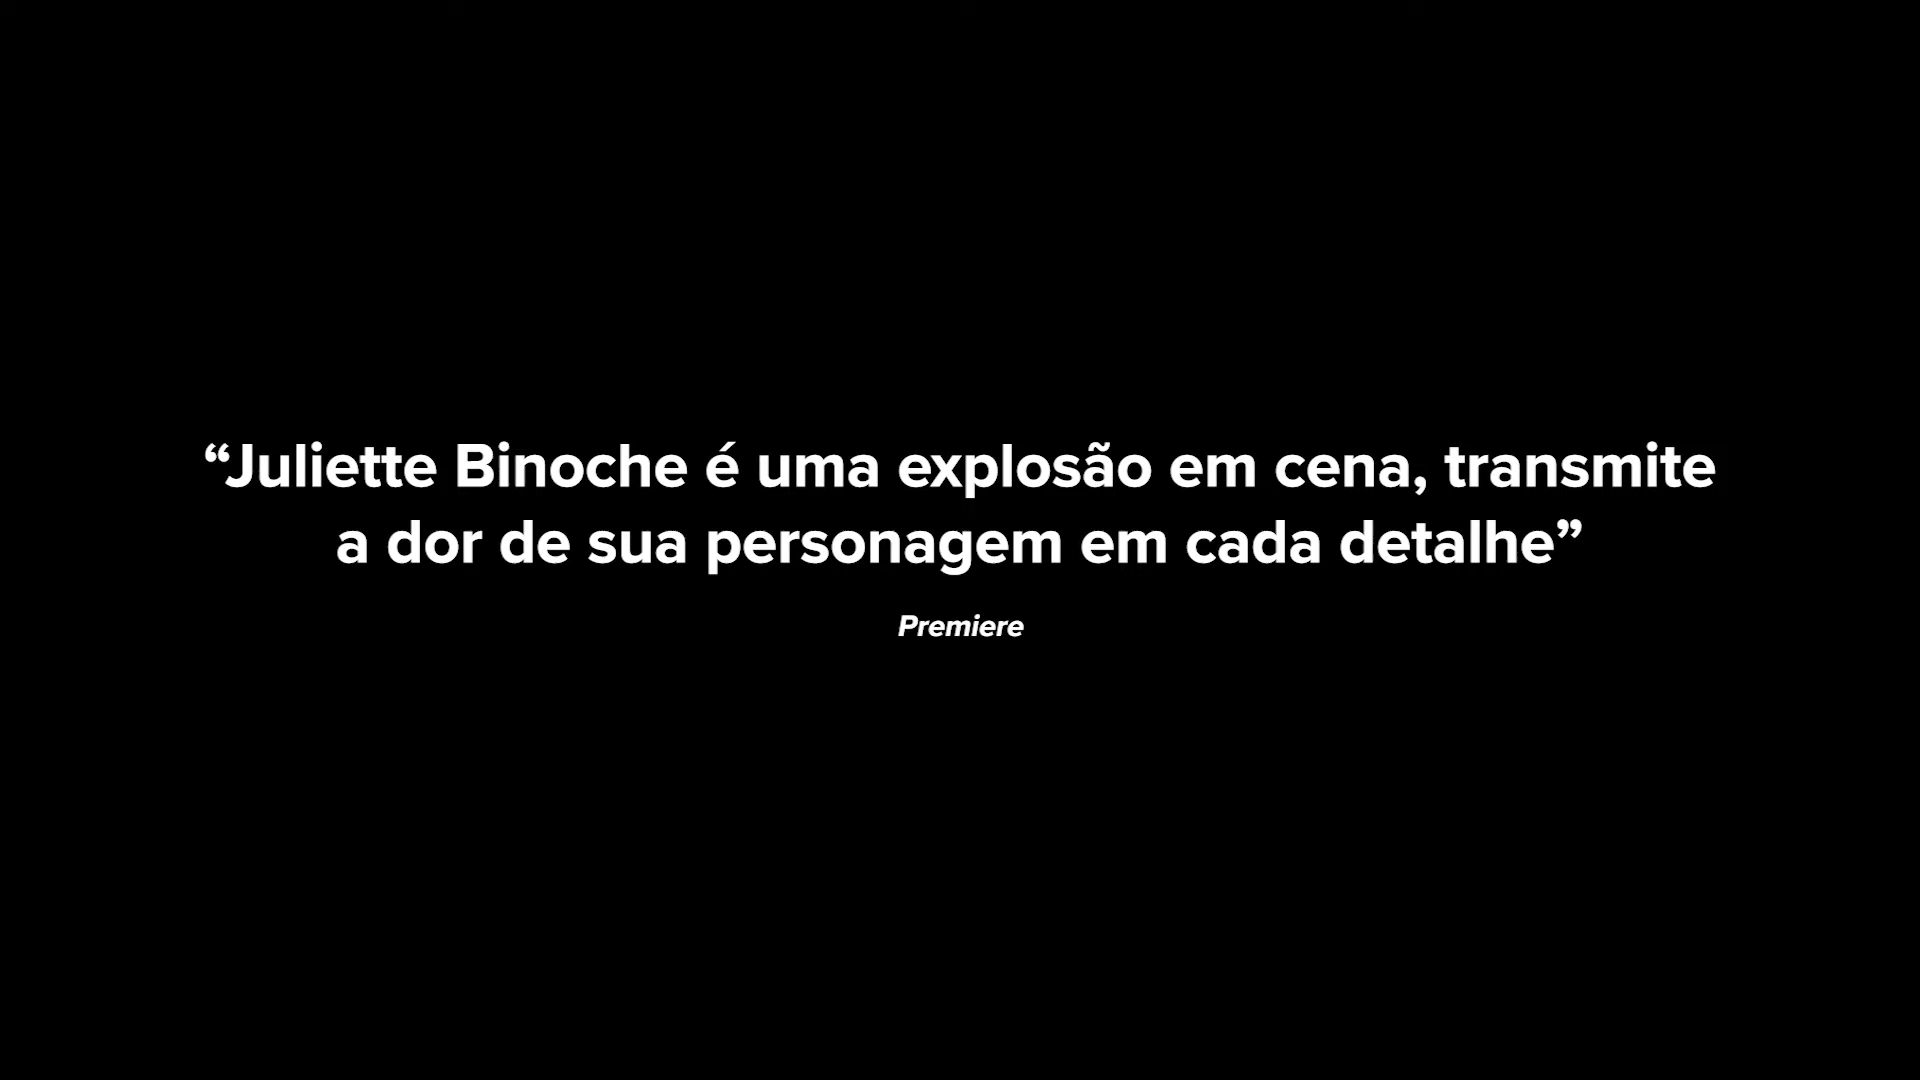 “Juliette Binoche é uma explosão em cena, transmite
a dor de sua personagem em cada detalhe”
Premiere